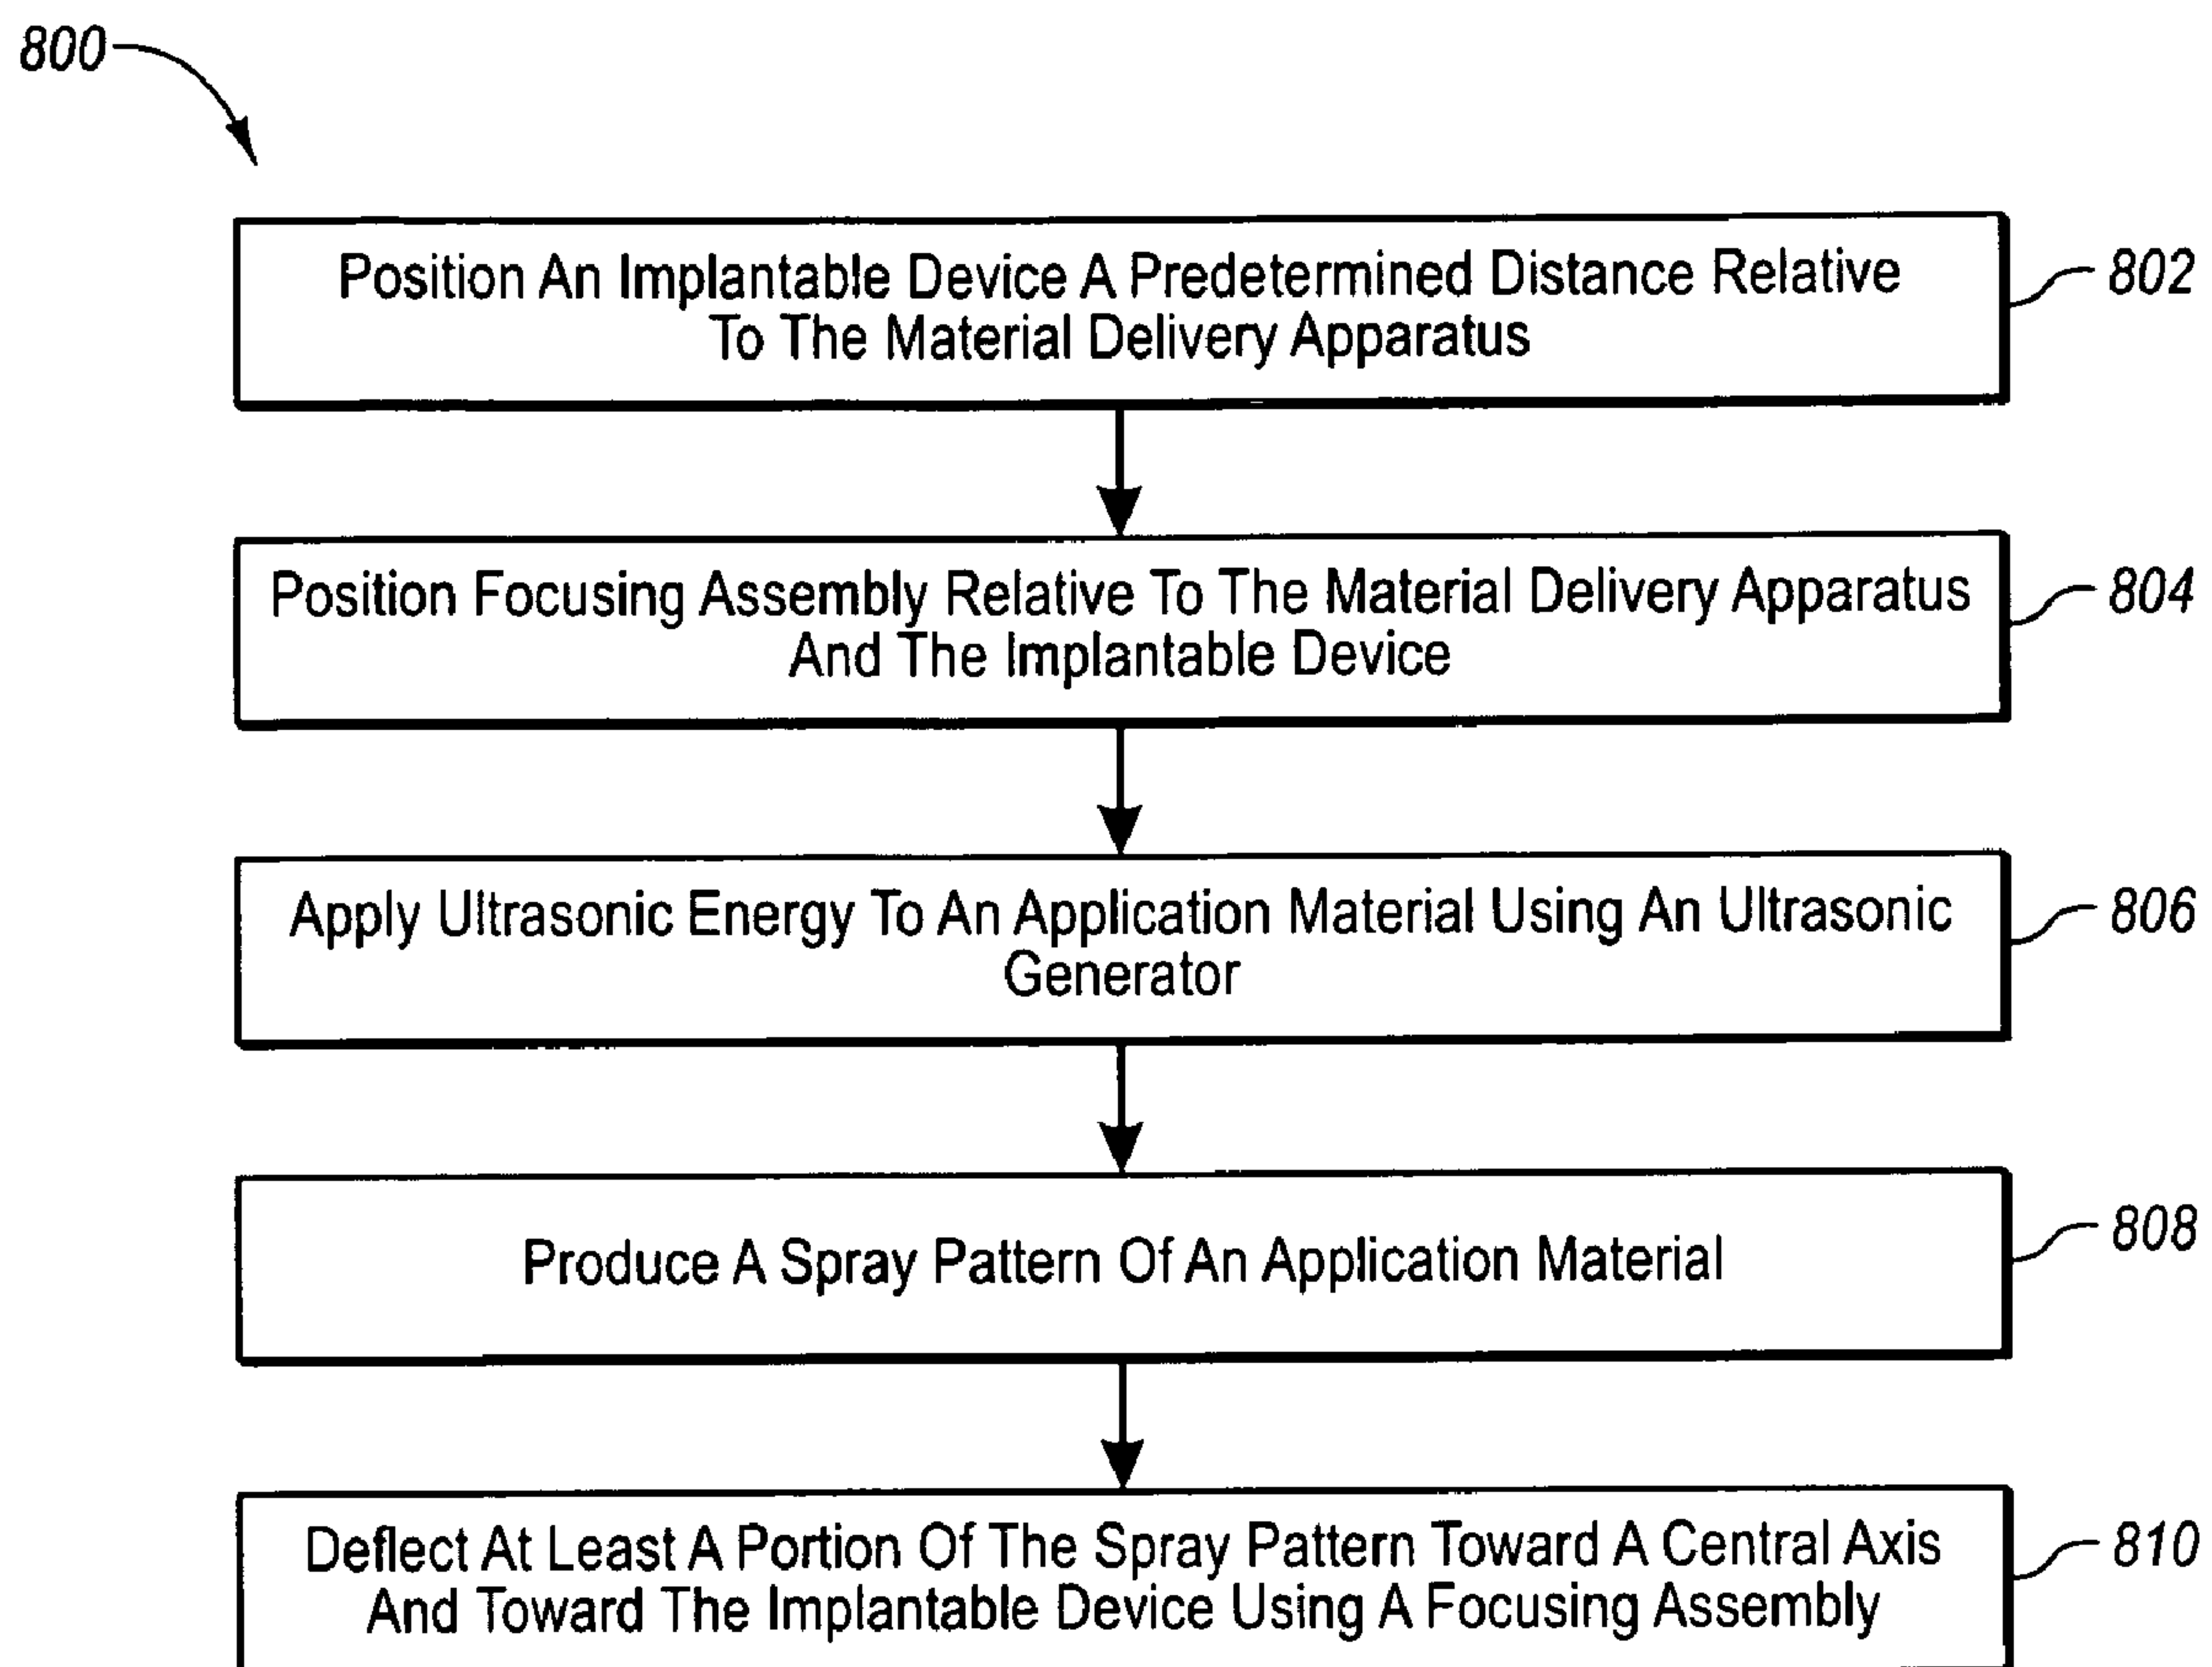 800
Position An Implantable Device A Predetermined Distance Relative
To The Material Delivery Apparatus
802
Position Focusing Assembly Relative To The Material Delivery Apparatus
And The Implantable Device
804
Apply Ultrasonic Energy To An Application Material Using An Ultrasonic
Generator
806
Produce A Spray Pattern Of An Application Material
808
Deflect At Least A Portion Of The Spray Pattern Toward A Central Axis
And Toward The Implantable Device Using A Focusing Assembly
810